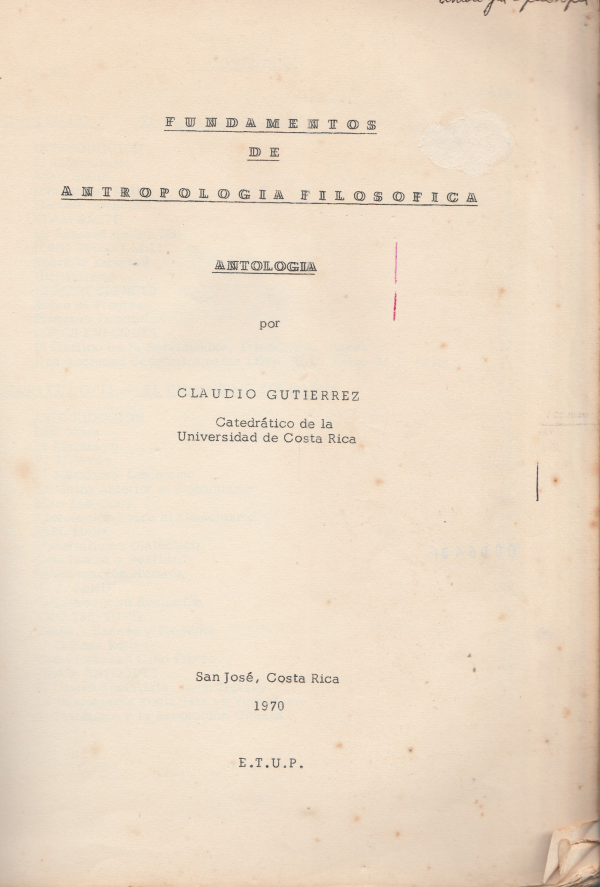 FUNDAMENTOS
DE
ANTROPOLOGIA FILOSOFICA
ANTOLOGIA
por
CLAUDIO GUTIERREZ
Catedrático de la
Universidad de Costa Rica
San José, Costa Rica
1970
E.T.U.P.